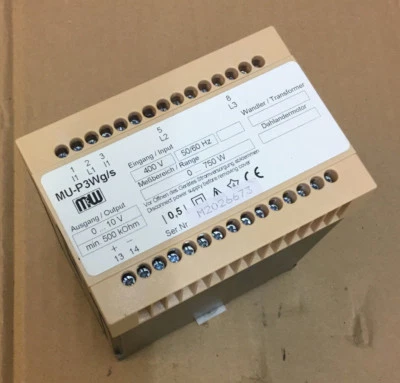 1 2 3 5 8
I1 L1 I1 L2 L3
MU-P3Wg/s
Eingang / Input
400 V 50/60 Hz
Wandler / Transformer
Meßbereich Range
0 ... 750 W
Dahlandermotor
Ausgang / Output
0 ... 10 V
min. 500 kOhm
+ −
13 14
Vor Öffnen des Gerätes Stromversorgung abklemmen
Disconnect power supply before removing cover
0.5
CE
Ser.Nr M2026673